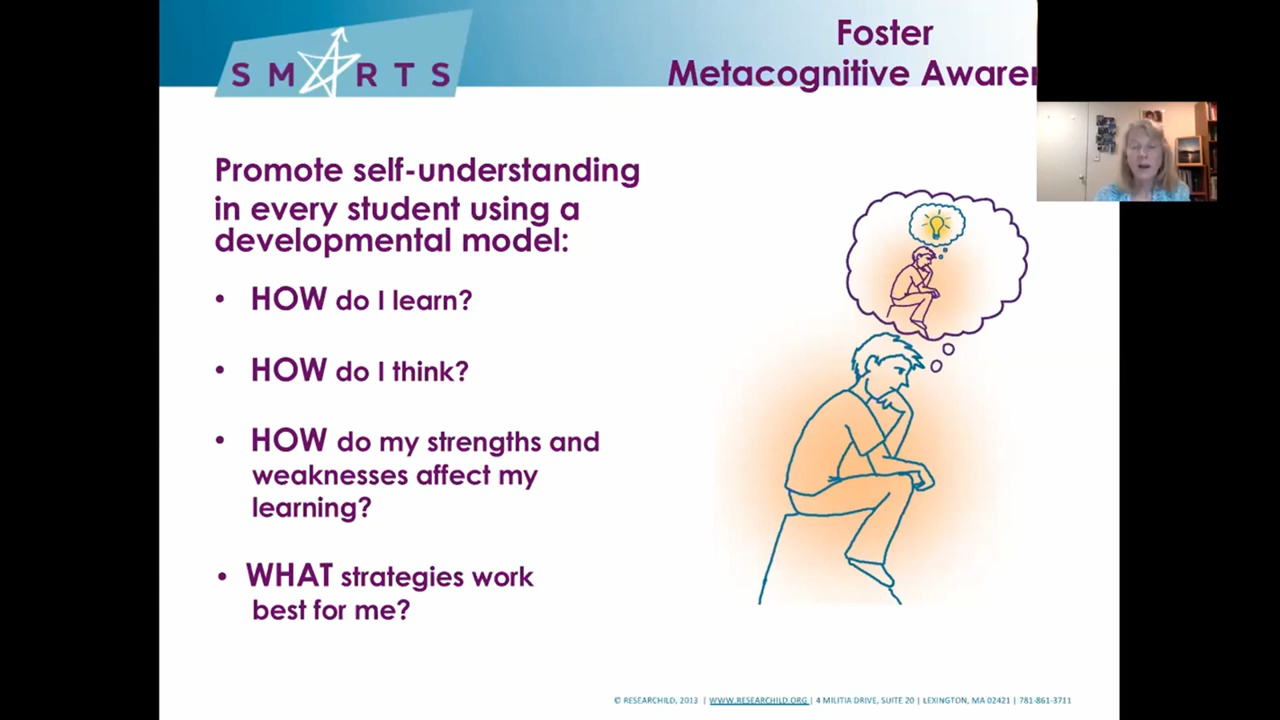 SMARTS
Foster
Metacognitive Awaren
Promote self-understanding
in every student using a
developmental model:
• HOW do I learn?
• HOW do I think?
• HOW do my strengths and
weaknesses affect my
learning?
• WHAT strategies work
best for me?
© RESEARCHILD, 2013 | WWW.RESEARCHILD.ORG | 4 MILITIA DRIVE, SUITE 20 | LEXINGTON, MA 02421 | 781-861-3711